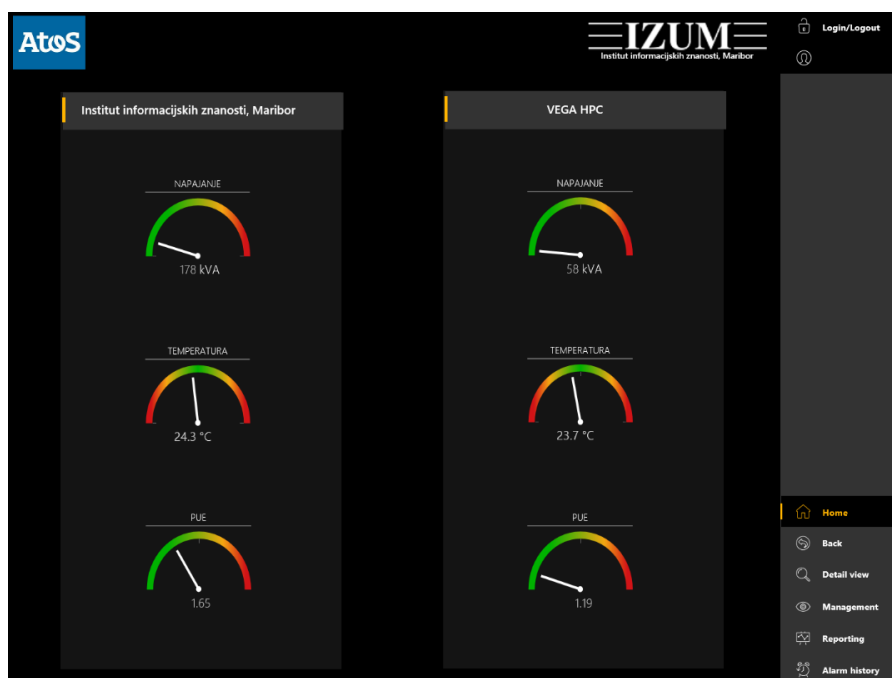 Atos
IZUM
Institut informacijskih znanosti, Maribor
Login/Logout
Institut informacijskih znanosti, Maribor
NAPAJANJE
178 kVA
TEMPERATURA
24.3 °C
PUE
1.65
VEGA HPC
NAPAJANJE
58 kVA
TEMPERATURA
23.7 °C
PUE
1.19
Home
Back
Detail view
Management
Reporting
Alarm history